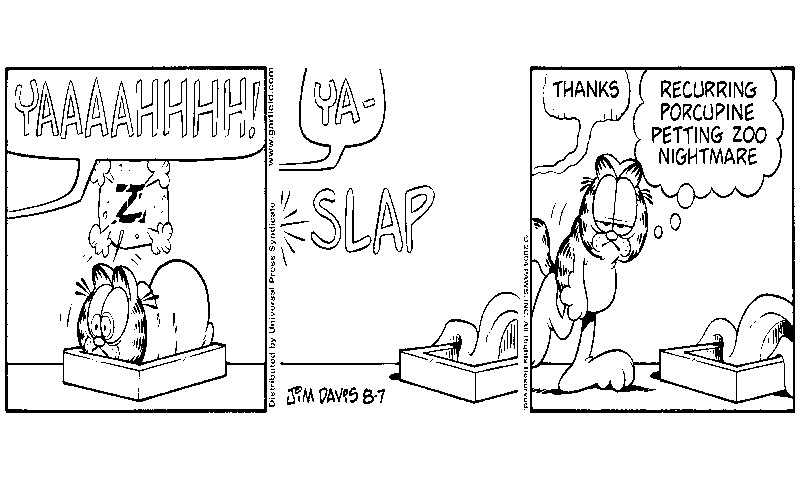 YAAAAHHHH!
Z
www.garfield.com
Distributed by Universal Press Syndicate
YA-
SLAP
JIM DAVIS 8-7
© 2004 PAWS, INC. All Rights Reserved.
THANKS
RECURRING
PORCUPINE
PETTING ZOO
NIGHTMARE